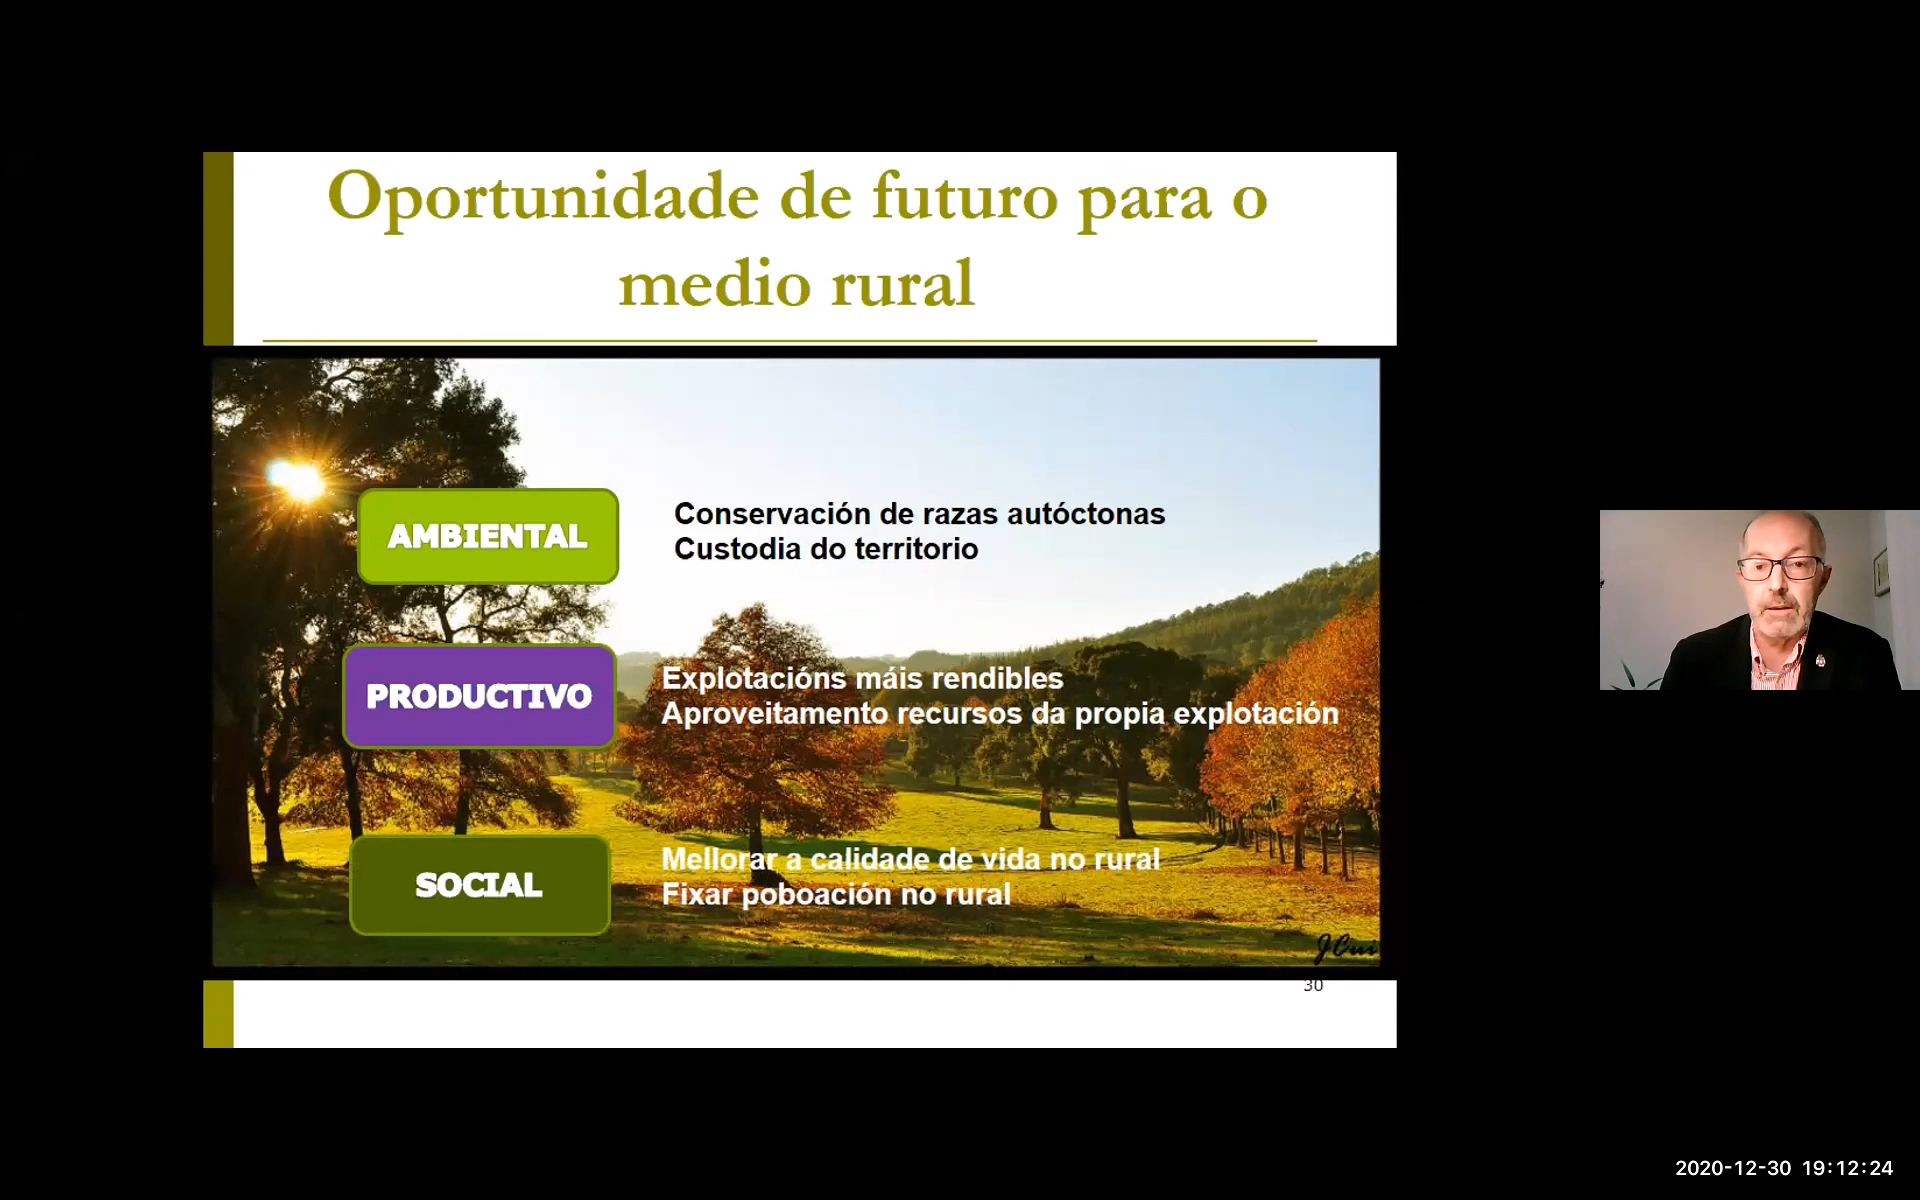 Oportunidade de futuro para o
medio rural
AMBIENTAL
Conservación de razas autóctonas
Custodia do territorio
PRODUCTIVO
Explotacións máis rendibles
Aproveitamento recursos da propia explotación
SOCIAL
Mellorar a calidade de vida no rural
Fixar poboación no rural
30
2020-12-30 19:12:24